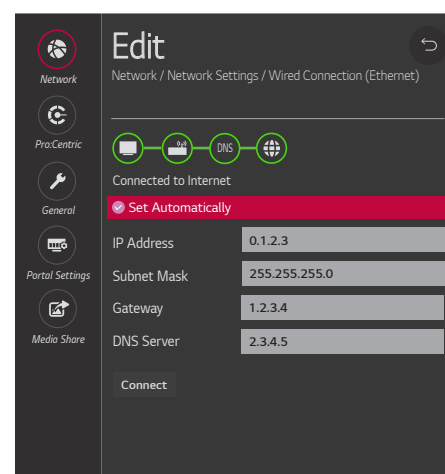 Edit
Network / Network Settings / Wired Connection (Ethernet)
Network
Pro:Centric
General
Portal Settings
Media Share
DNS
Connected to Internet
Set Automatically
IP Address 0.1.2.3
Subnet Mask 255.255.255.0
Gateway 1.2.3.4
DNS Server 2.3.4.5
Connect